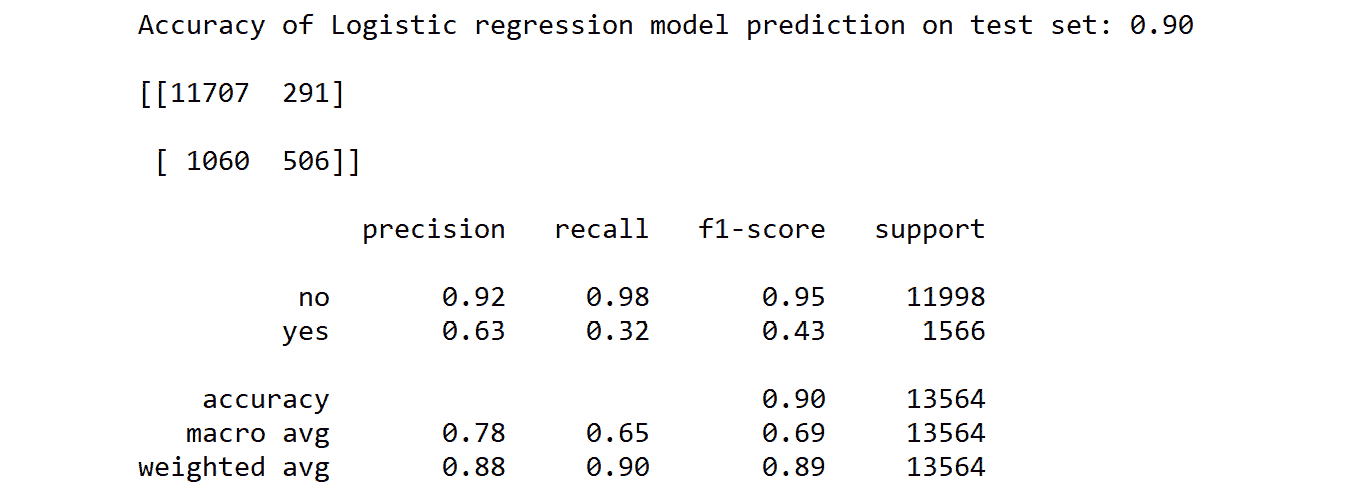 Accuracy of Logistic regression model prediction on test set: 0.90
[[11707  291]
 [ 1060  506]]
precision   recall   f1-score   support
no   0.92   0.98   0.95   11998
yes   0.63   0.32   0.43   1566
accuracy   0.90   13564
macro avg   0.78   0.65   0.69   13564
weighted avg   0.88   0.90   0.89   13564